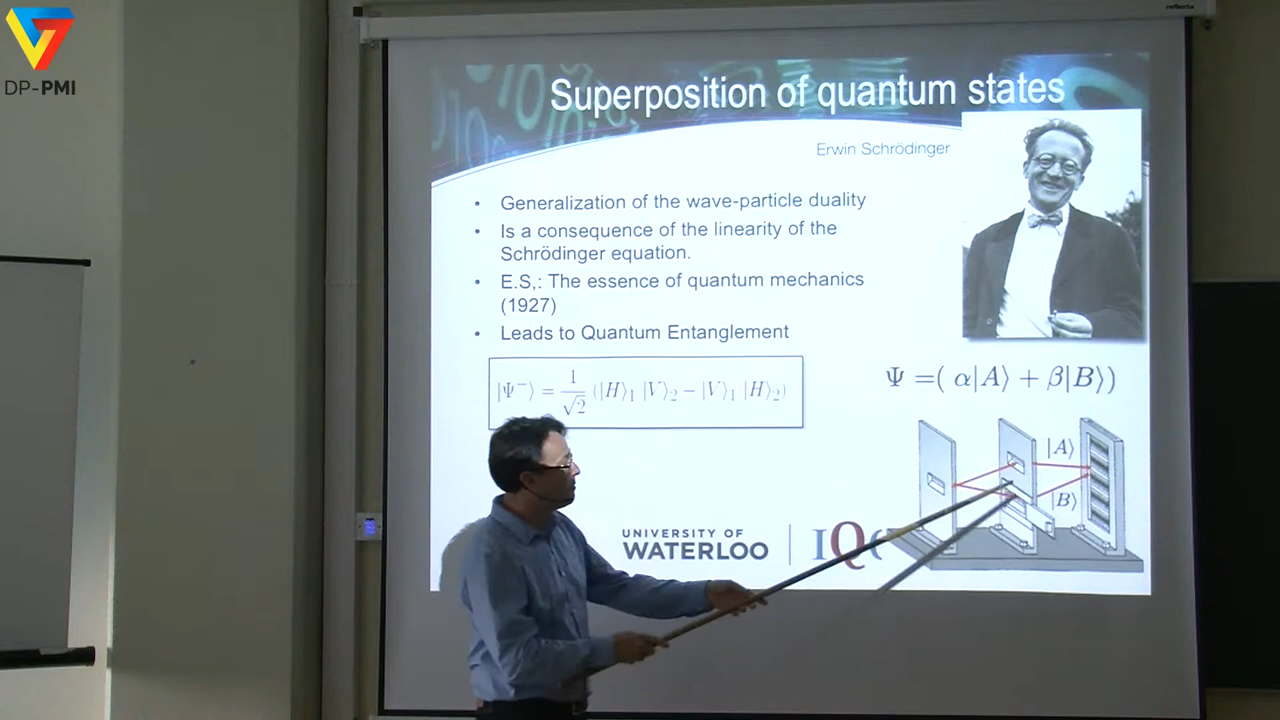 reflecta
DP-PMI
Superposition of quantum states
Erwin Schrödinger
• Generalization of the wave-particle duality
• Is a consequence of the linearity of the
Schrödinger equation.
• E.S,: The essence of quantum mechanics
(1927)
• Leads to Quantum Entanglement
|Ψ⁻⟩ = 1/√2 (|H⟩₁ |V⟩₂ − |V⟩₁ |H⟩₂)
Ψ =( α|A⟩ + β|B⟩)
|A⟩
|B⟩
UNIVERSITY OF
WATERLOO
IQC